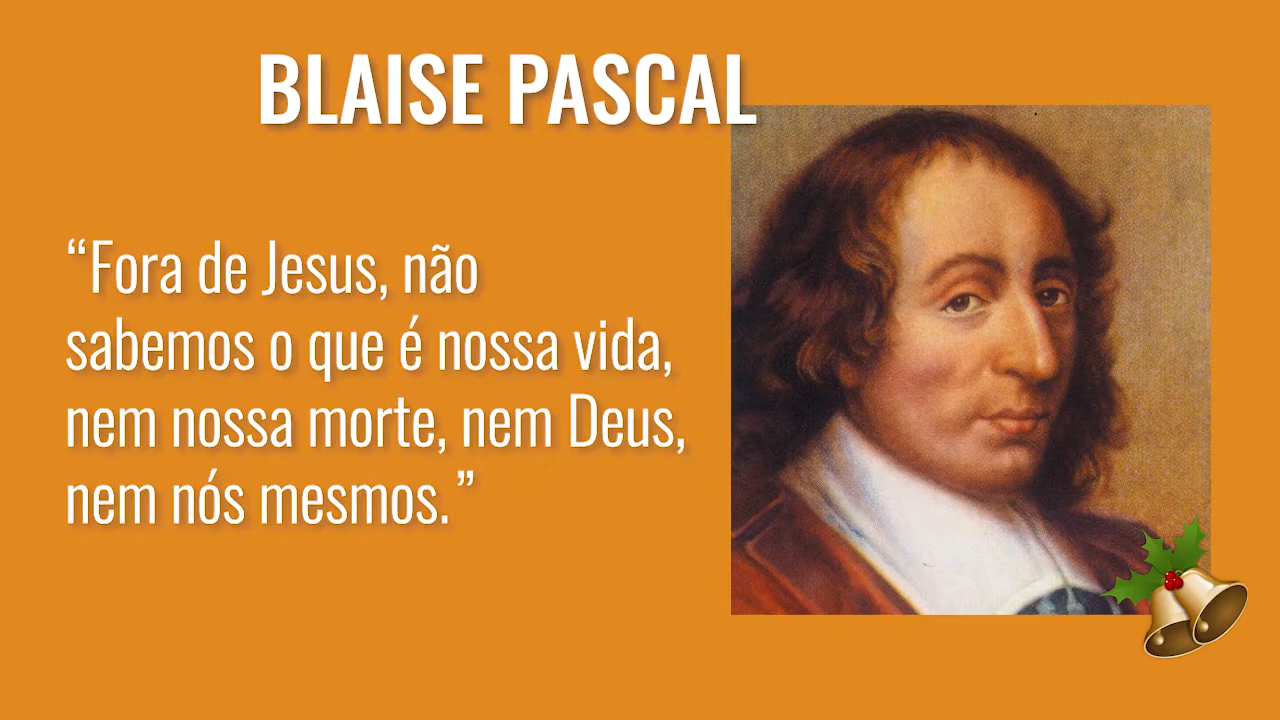 BLAISE PASCAL
“Fora de Jesus, não
sabemos o que é nossa vida,
nem nossa morte, nem Deus,
nem nós mesmos.”